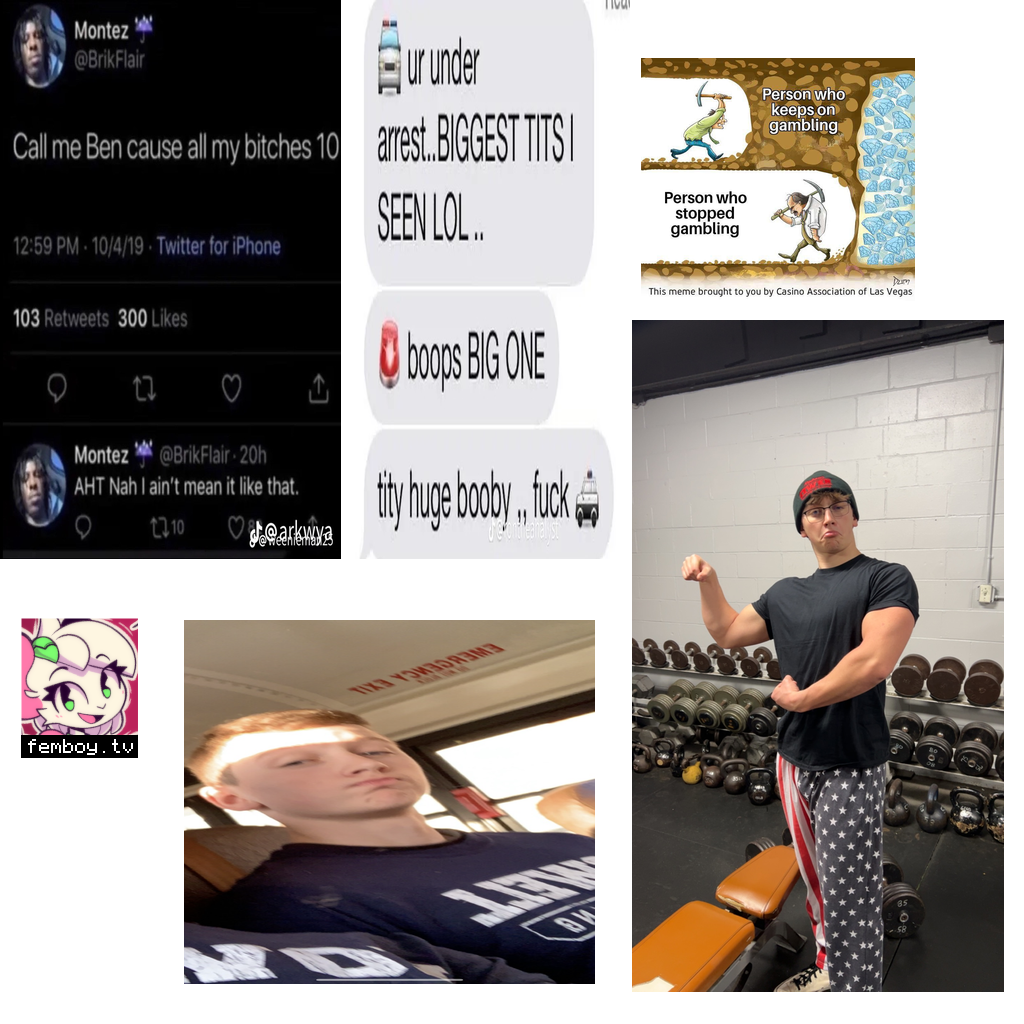 Montez ☔
@BrikFlair
Call me Ben cause all my bitches 10
12:59 PM · 10/4/19 · Twitter for iPhone
103 Retweets 300 Likes
Montez ☔ @BrikFlair · 20h
AHT Nah I ain't mean it like that.
10
@arkwya
@weenieman25
🚔 ur under
arrest..BIGGEST TITS I
SEEN LOL ..
🚨 boops BIG ONE
tity huge booby ,, fuck 🚓
Person who
keeps on
gambling
Person who
stopped
gambling
This meme brought to you by Casino Association of Las Vegas
femboy.tv
EMERGENCY EXIT